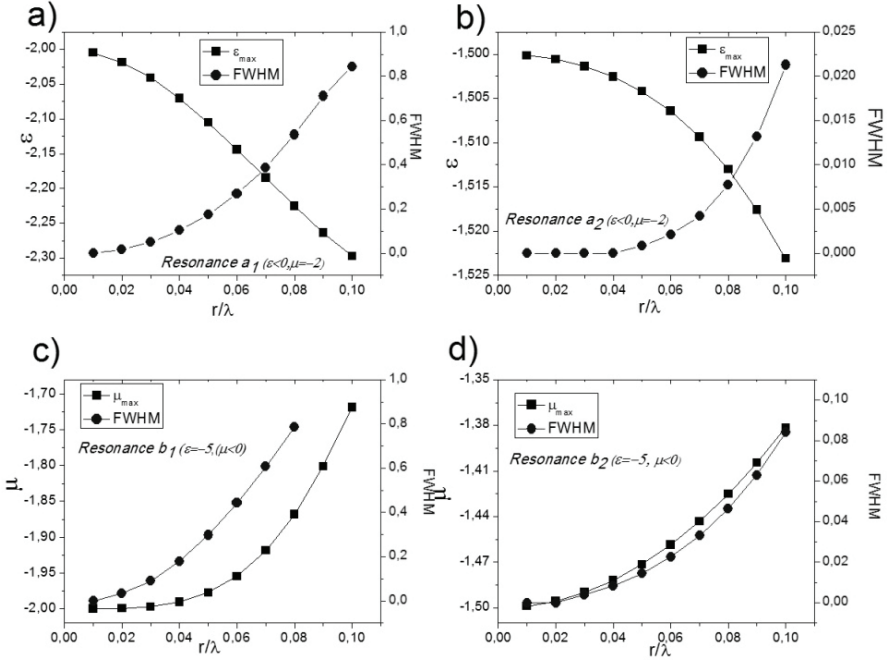 a)
-2,00
-2,05
-2,10
-2,15
-2,20
-2,25
-2,30
ε
ε max
FWHM
Resonance a 1 (ε<0,μ=-2)
1,0
0,8
0,6
0,4
0,2
0,0
FWHM
0,00 0,02 0,04 0,06 0,08 0,10
r/λ
b)
-1,500
-1,505
-1,510
-1,515
-1,520
-1,525
ε
ε max
FWHM
Resonance a 2 (ε<0,μ=-2)
0,025
0,020
0,015
0,010
0,005
0,000
FWHM
0,00 0,02 0,04 0,06 0,08 0,10
r/λ
c)
-1,70
-1,75
-1,80
-1,85
-1,90
-1,95
-2,00
μ
μ max
FWHM
Resonance b 1 (ε=-5,(μ<0)
1,0
0,8
0,6
0,4
0,2
0,0
FWHM
0,00 0,02 0,04 0,06 0,08 0,10
r/λ
d)
-1,35
-1,38
-1,41
-1,44
-1,47
-1,50
μ
μ max
FWHM
Resonance b 2 (ε=-5, μ<0)
0,10
0,08
0,06
0,04
0,02
0,00
FWHM
0,00 0,02 0,04 0,06 0,08 0,10
r/λ